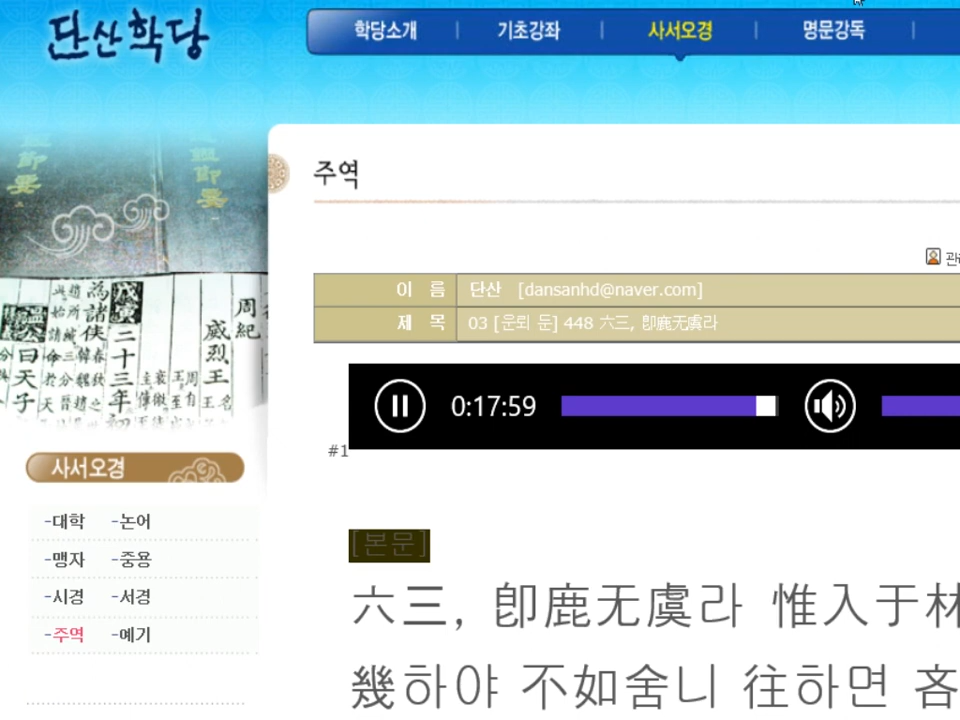 단산학당
학당소개 | 기초강좌 | 사서오경 | 명문강독 |
주역
이 름 단산 [dansanhd@naver.com]
제 목 03 [운뢰 둔] 448 六三, 卽鹿无虞라
0:17:59
#1
사서오경
-대학 -논어
-맹자 -중용
-시경 -서경
-주역 -예기
[본문]
六三, 卽鹿无虞라 惟入于林
幾하야 不如舍니 往하면 吝
周紀
威烈王
二十三年